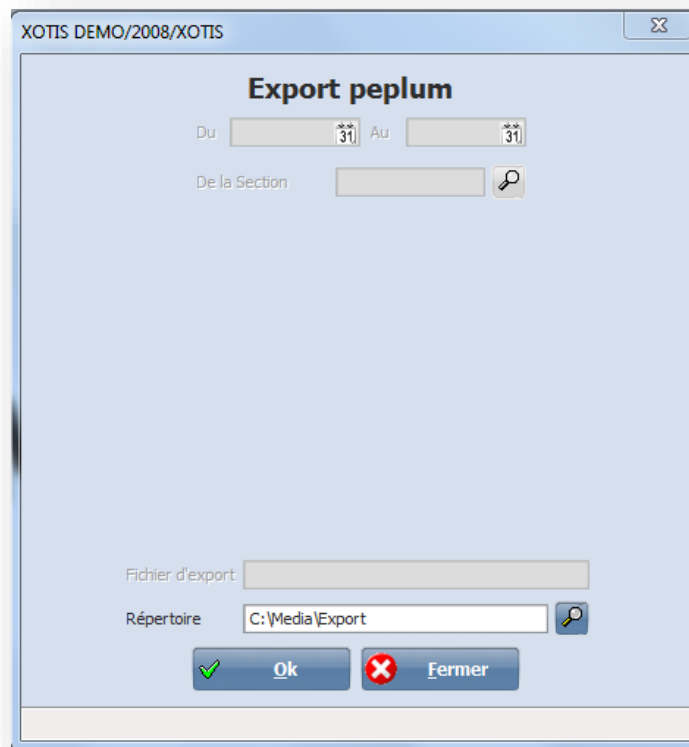 XOTIS DEMO/2008/XOTIS
Export peplum
Du 31 Au 31
De la Section
Fichier d'export
Répertoire C:\Media\Export
Ok Fermer